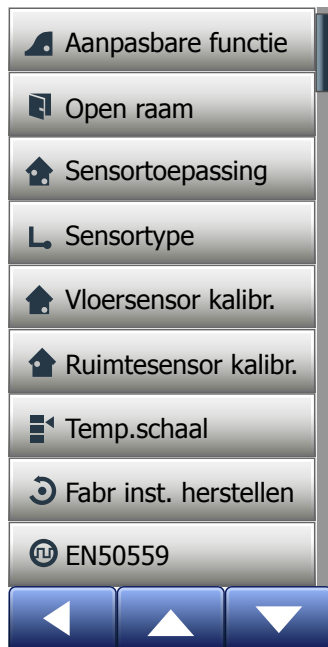 Aanpasbare functie
Open raam
Sensortoepassing
Sensortype
Vloersensor kalibr.
Ruimtesensor kalibr.
Temp.schaal
Fabr inst. herstellen
EN50559